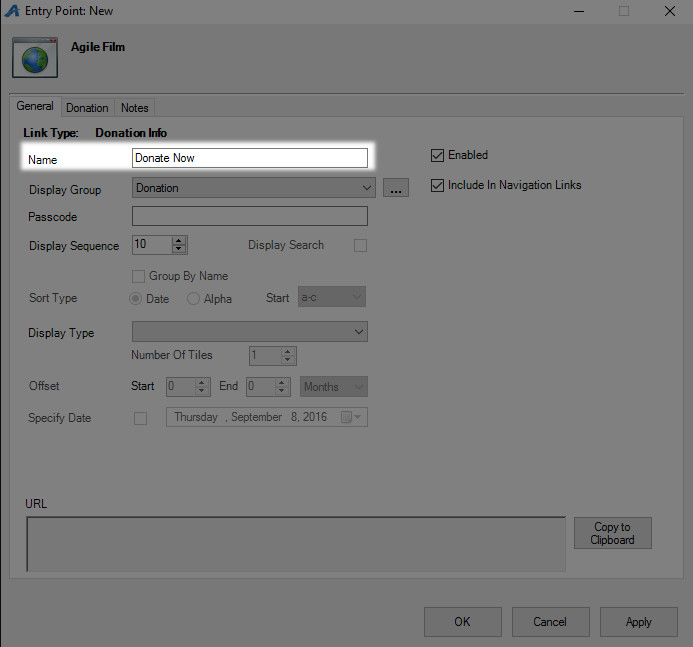 Entry Point: New
Agile Film
General Donation Notes
Link Type: Donation Info
Name Donate Now
Enabled
Display Group Donation ...
Include In Navigation Links
Passcode
Display Sequence 10 Display Search
Group By Name
Sort Type Date Alpha Start a-c
Display Type
Number Of Tiles 1
Offset Start 0 End 0 Months
Specify Date Thursday , September 8, 2016
URL
Copy to
Clipboard
OK Cancel Apply